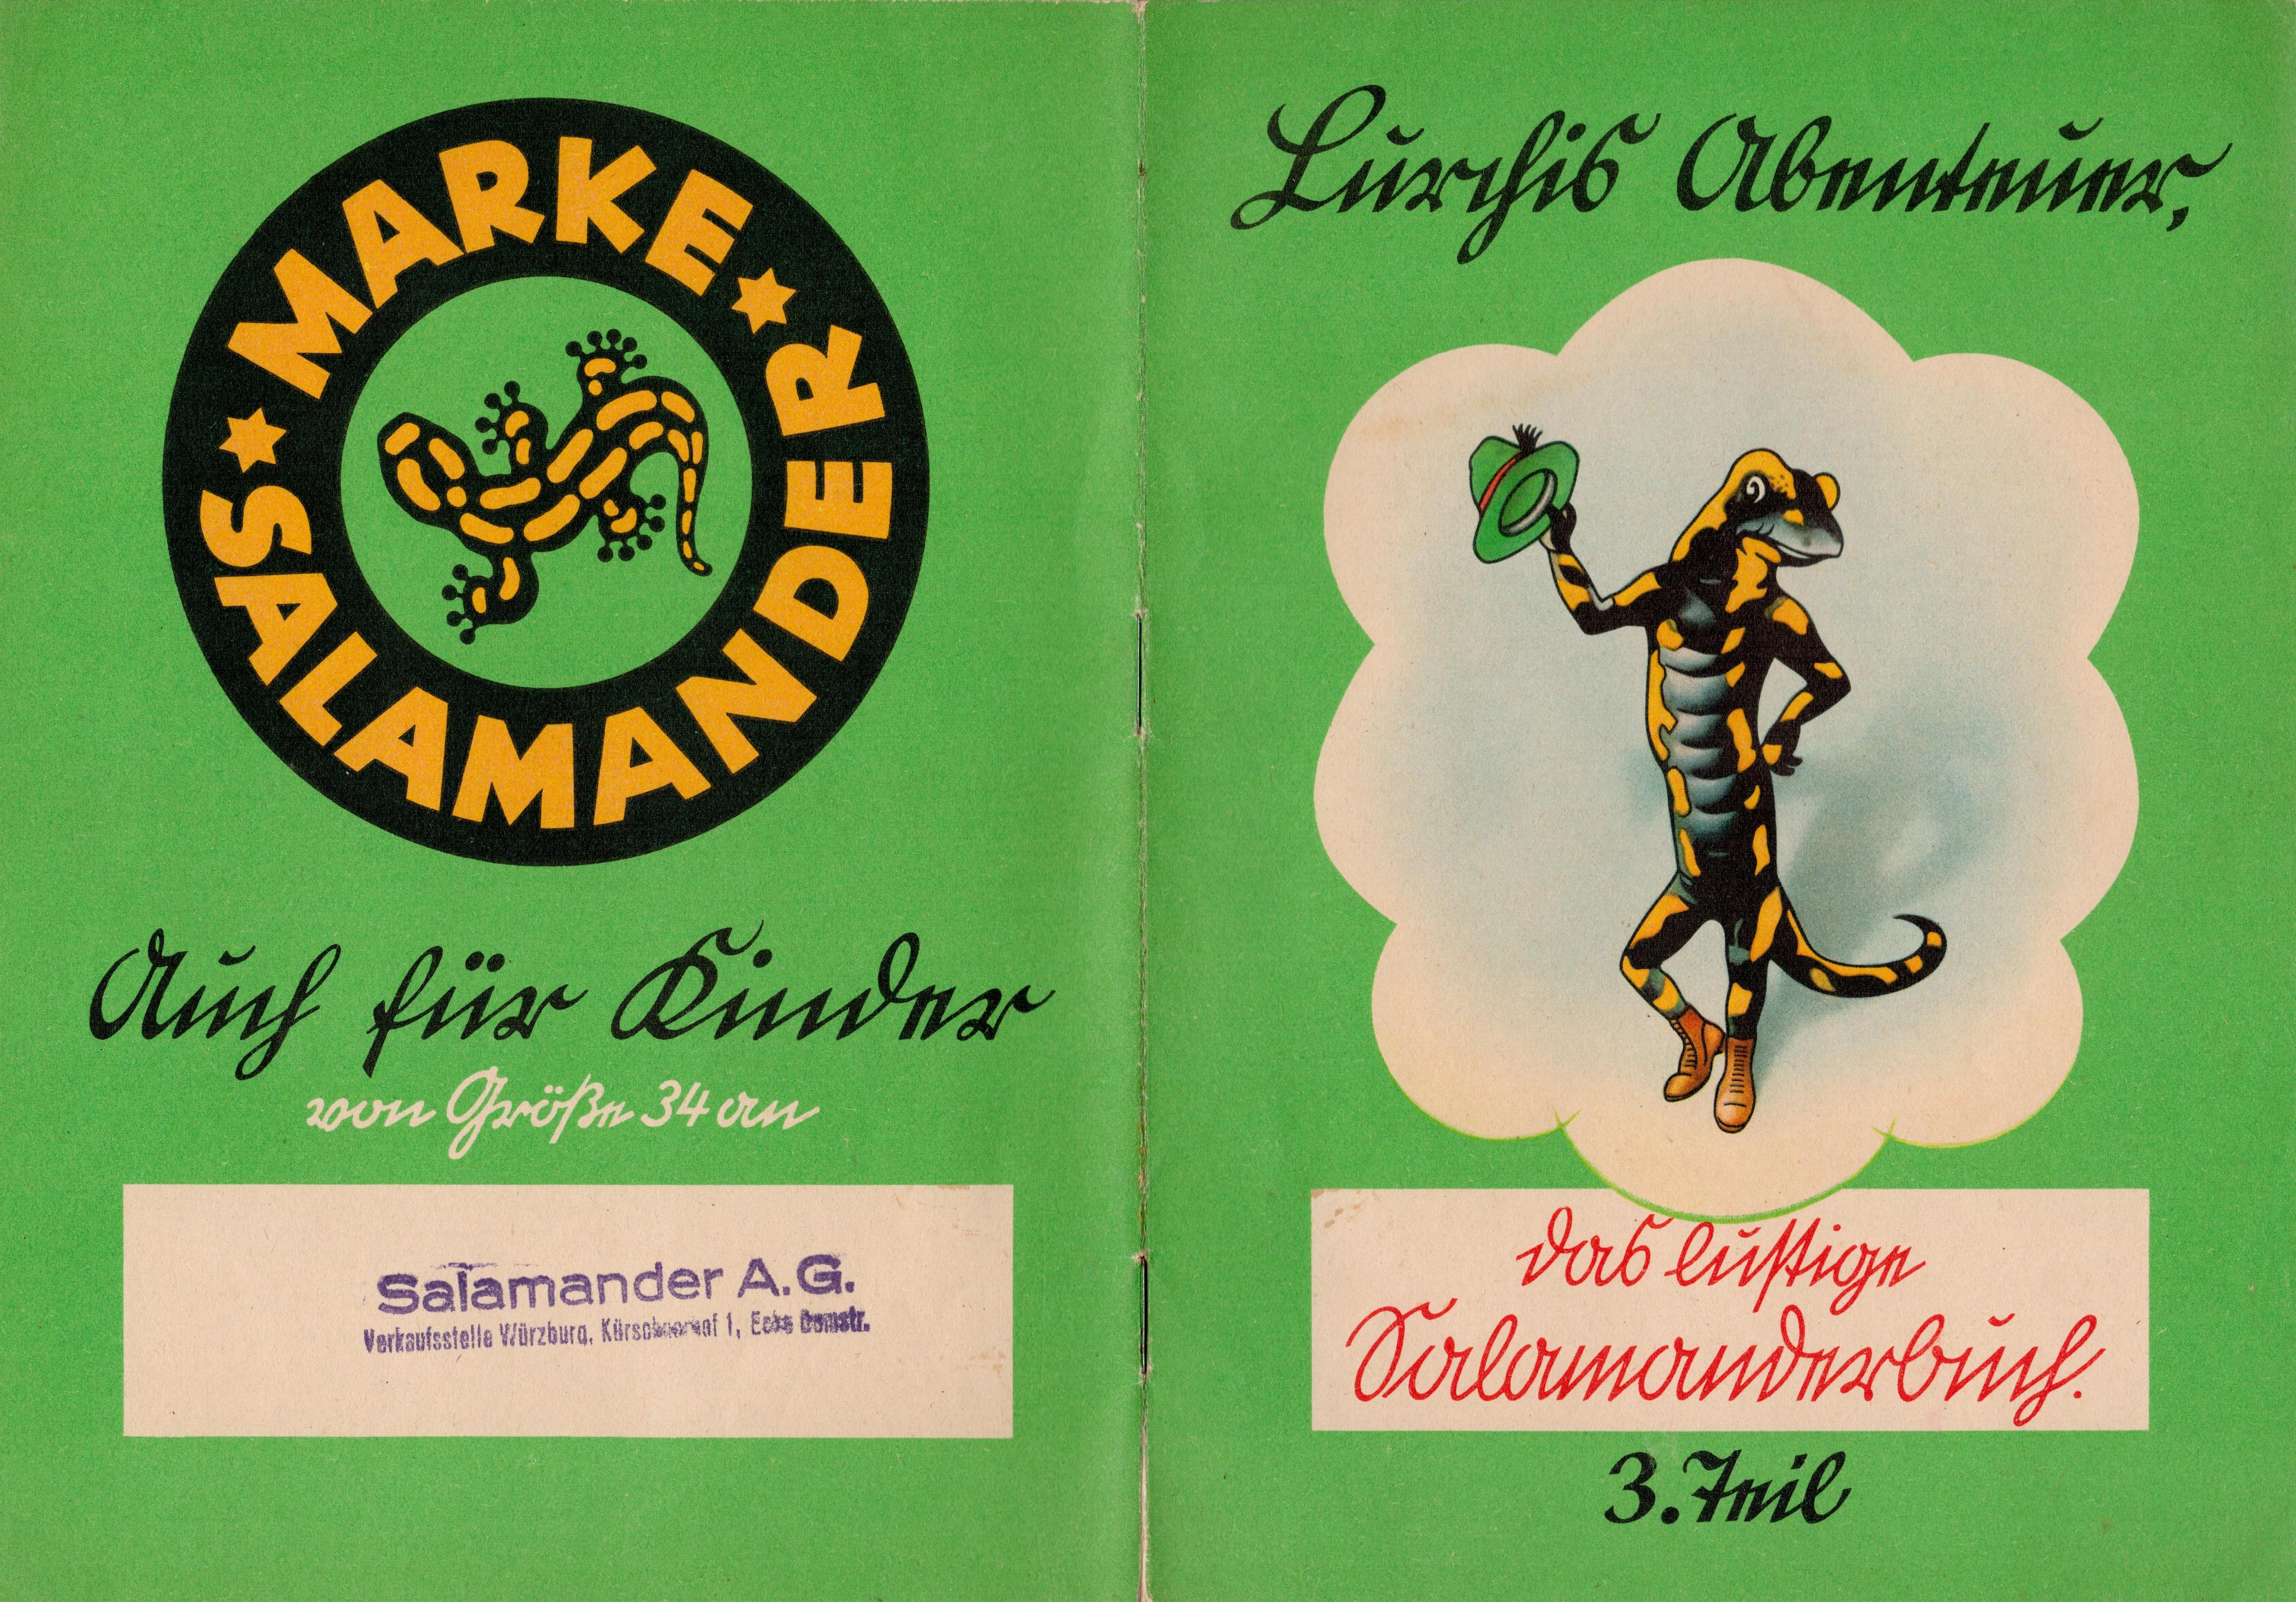 MARKE
SALAMANDER
Auch für Kinder
von Größe 34 an
Salamander A.G.
Verkaufsstelle Würzburg, Kürschnerhof 1, Ecke Domstr.
Lurchis Abenteuer,
das lustige
Salamanderbuch.
3. Teil